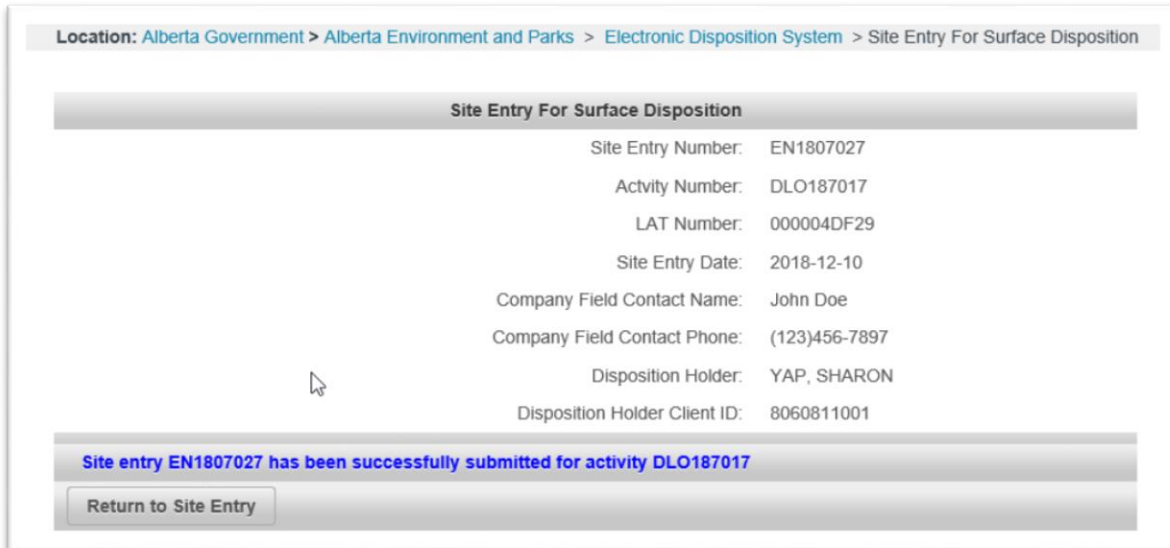 Location: Alberta Government > Alberta Environment and Parks > Electronic Disposition System > Site Entry For Surface Disposition
Site Entry For Surface Disposition
Site Entry Number: EN1807027
Actvity Number: DLO187017
LAT Number: 000004DF29
Site Entry Date: 2018-12-10
Company Field Contact Name: John Doe
Company Field Contact Phone: (123)456-7897
Disposition Holder: YAP, SHARON
Disposition Holder Client ID: 8060811001
Site entry EN1807027 has been successfully submitted for activity DLO187017
Return to Site Entry